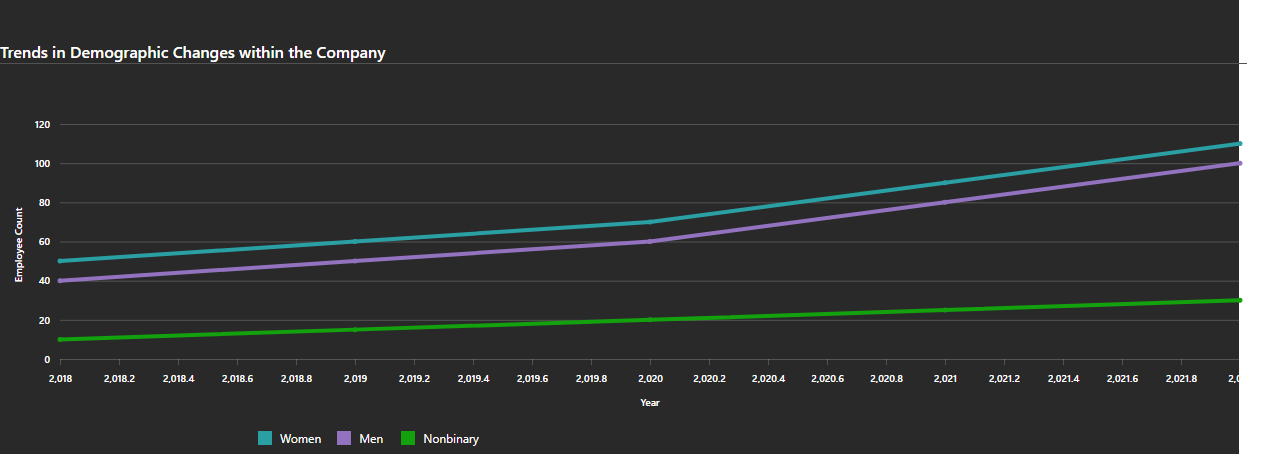 Trends in Demographic Changes within the Company
120
100
80
60
40
20
0
Employee Count
2,018 2,018.2 2,018.4 2,018.6 2,018.8 2,019 2,019.2 2,019.4 2,019.6 2,019.8 2,020 2,020.2 2,020.4 2,020.6 2,020.8 2,021 2,021.2 2,021.4 2,021.6 2,021.8
Year
Women Men Nonbinary